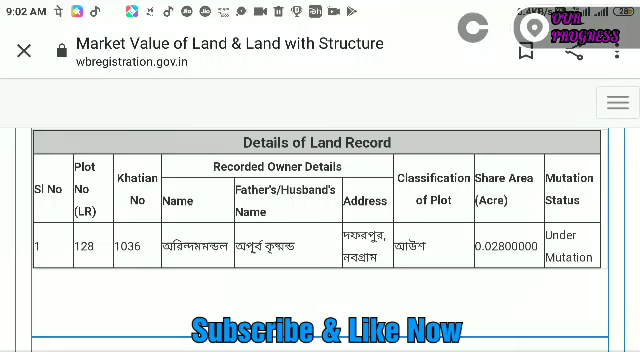 9:02 AM
OUR
PROGRESS
Market Value of Land & Land with Structure
wbregistration.gov.in
Details of Land Record
Sl No | Plot No (LR) | Khatian No | Recorded Owner Details | Classification of Plot | Share Area (Acre) | Mutation Status
Name | Father's/Husband's Name | Address
1 | 128 | 1036 | অরিন্দমমন্ডল | অপূর্ব কৃষ্মন্ড | দফরপুর, নবগ্রাম | আউশ | 0.02800000 | Under Mutation
Subscribe & Like Now